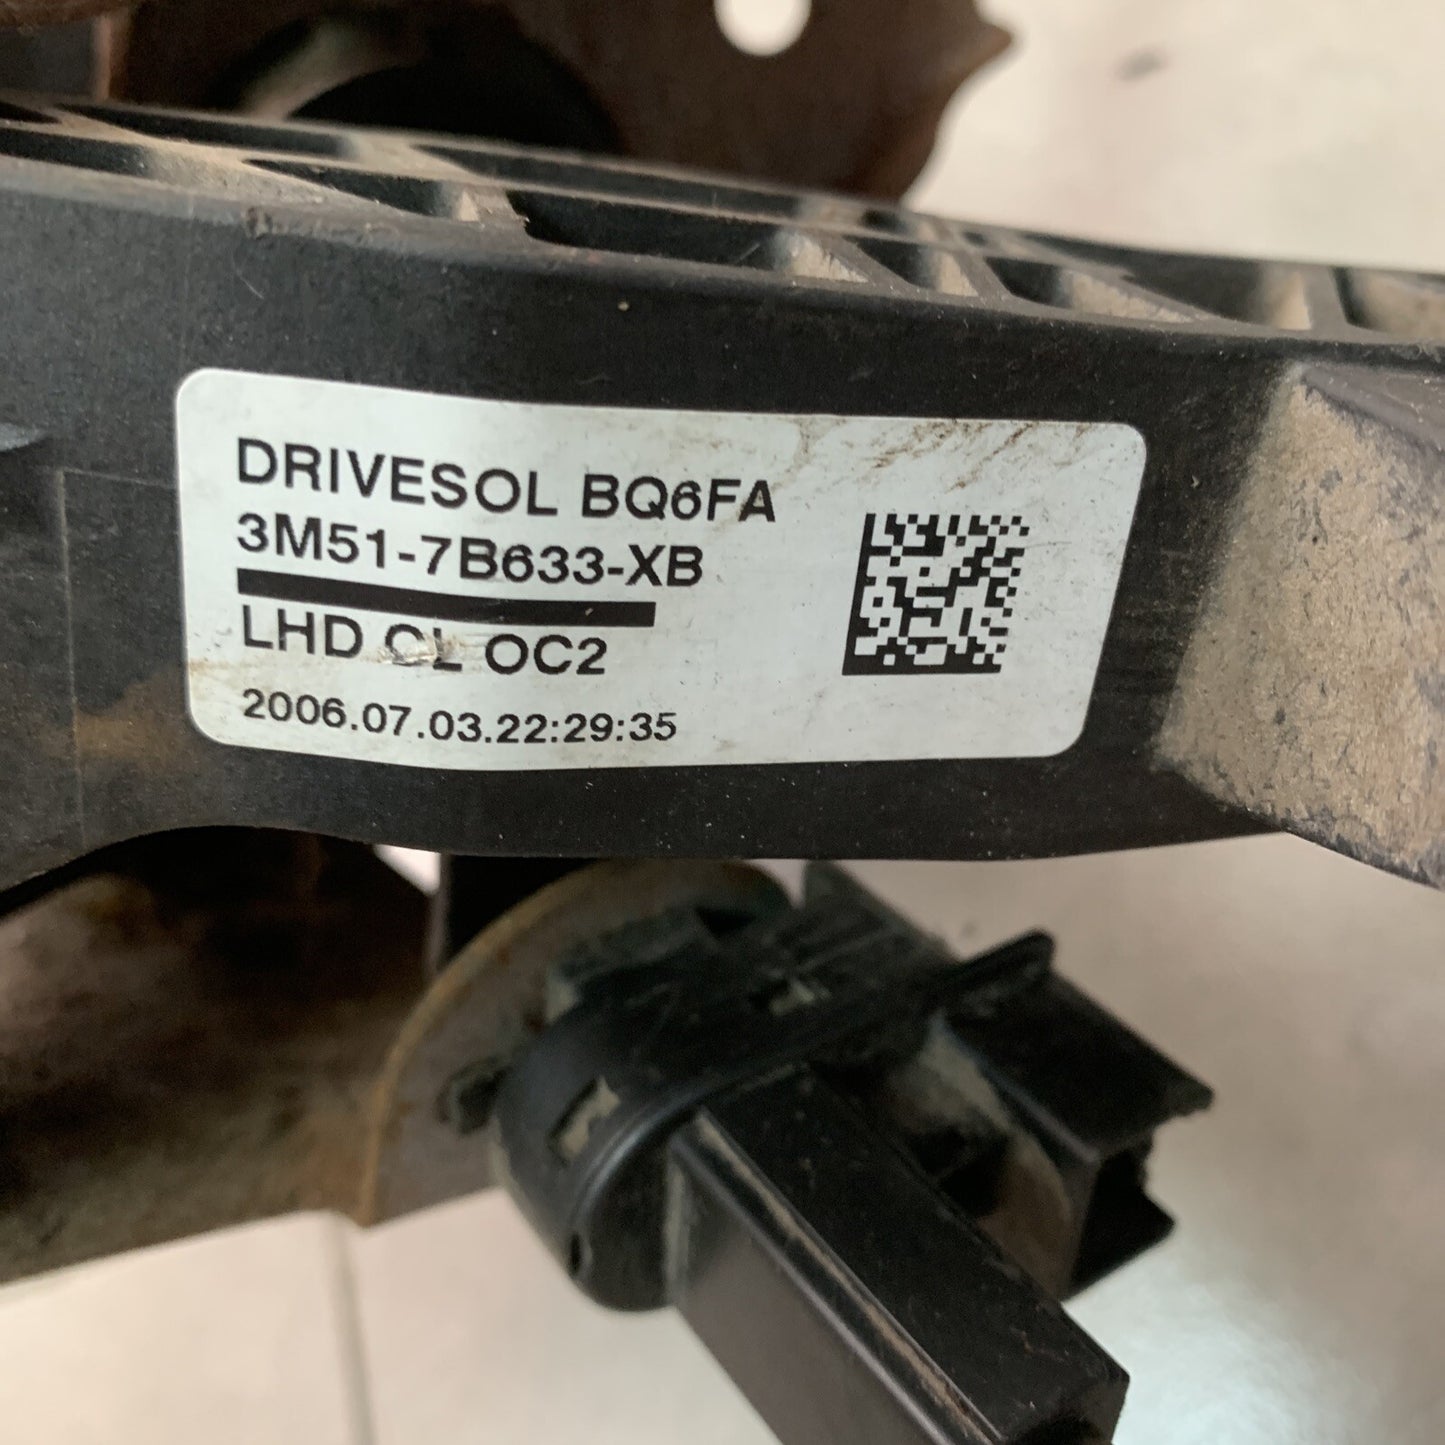 DRIVESOL BQ6FA
3M51-7B633-XB
LHD CL OC2
2006.07.03.22:29:35